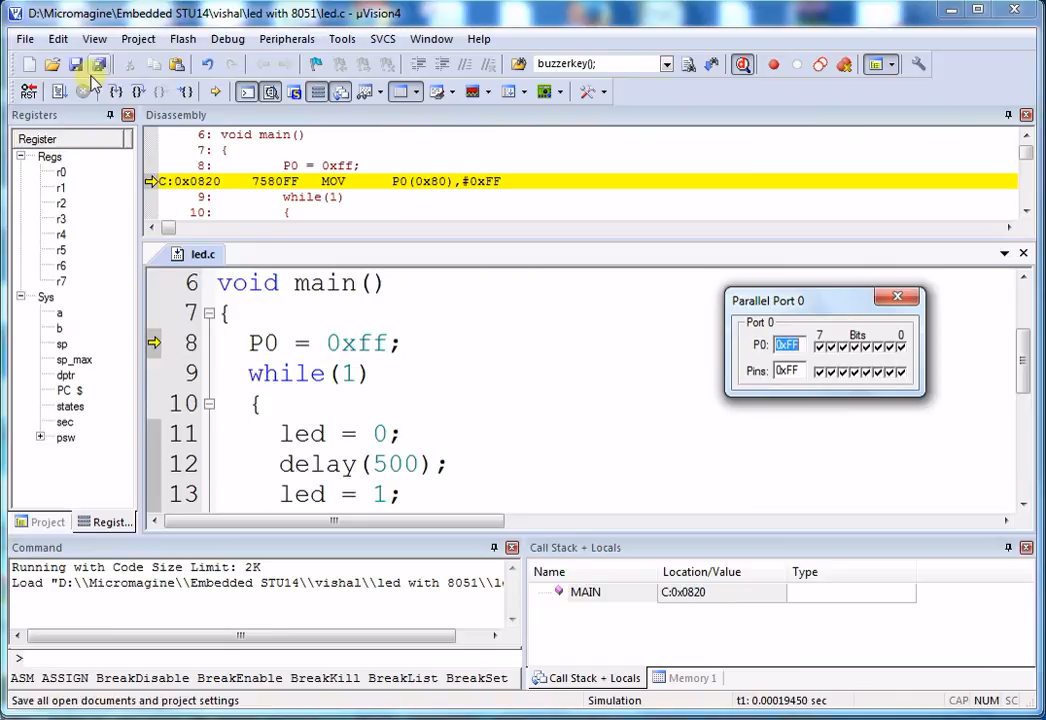 D:\Micromagine\Embedded STU14\vishal\led with 8051\led.c - µVision4
File Edit View Project Flash Debug Peripherals Tools SVCS Window Help
buzzerkey();
RST
Registers
Disassembly
Register
Regs
r0
r1
r2
r3
r4
r5
r6
r7
Sys
a
b
sp
sp_max
dptr
PC $
states
sec
psw
Project
Regist...
6: void main()
7: {
8: P0 = 0xff;
C:0x0820 7580FF MOV P0(0x80),#0xFF
9: while(1)
10: {
led.c
6 void main()
7 {
8 P0 = 0xff;
9 while(1)
10 {
11 led = 0;
12 delay(500);
13 led = 1;
Parallel Port 0
Port 0
7 Bits 0
P0: 0xFF
Pins: 0xFF
Command
Running with Code Size Limit: 2K
Load "D:\\Micromagine\\Embedded STU14\\vishal\\led with 8051\\le
>
ASM ASSIGN BreakDisable BreakEnable BreakKill BreakList BreakSet
Call Stack + Locals
Name Location/Value Type
MAIN C:0x0820
Call Stack + Locals Memory 1
Save all open documents and project settings Simulation t1: 0.00019450 sec CAP NUM SC